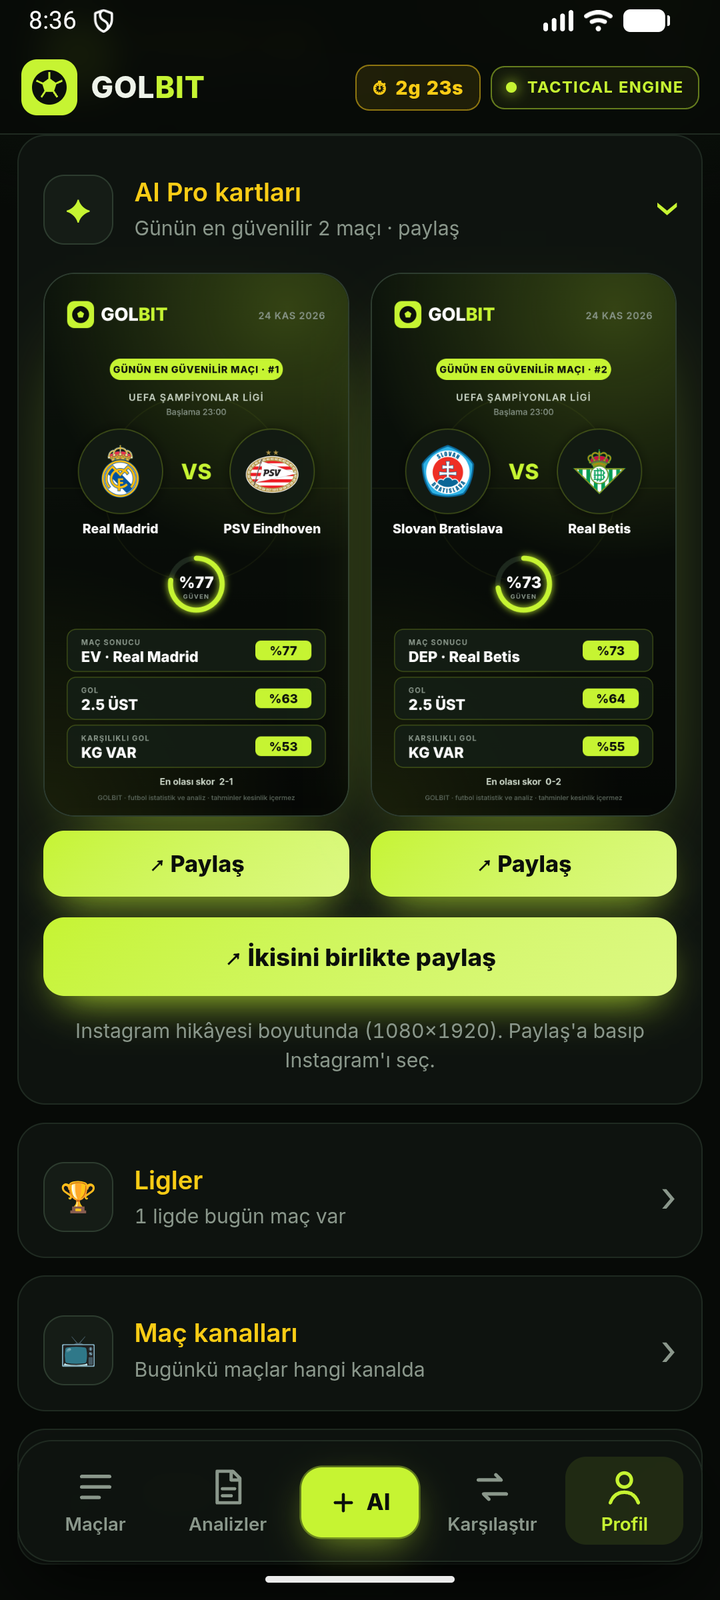 8:36
GOLBIT
2g 23s
TACTICAL ENGINE
AI Pro kartları
Günün en güvenilir 2 maçı · paylaş
GOLBIT
24 KAS 2026
GÜNÜN EN GÜVENİLİR MAÇI · #1
UEFA ŞAMPİYONLAR LİGİ
Başlama 23:00
VS
PSV
Real Madrid
PSV Eindhoven
%77
GÜVEN
MAÇ SONUCU
EV · Real Madrid
%77
GOL
2.5 ÜST
%63
KARŞILIKLI GOL
KG VAR
%53
En olası skor 2-1
GOLBIT · futbol istatistik ve analiz · tahminler kesinlik içermez
GOLBIT
24 KAS 2026
GÜNÜN EN GÜVENİLİR MAÇI · #2
UEFA ŞAMPİYONLAR LİGİ
Başlama 23:00
SLOVAN
BRATISLAVA
VS
Slovan Bratislava
Real Betis
%73
GÜVEN
MAÇ SONUCU
DEP · Real Betis
%73
GOL
2.5 ÜST
%64
KARŞILIKLI GOL
KG VAR
%55
En olası skor 0-2
GOLBIT · futbol istatistik ve analiz · tahminler kesinlik içermez
↗ Paylaş
↗ Paylaş
↗ İkisini birlikte paylaş
Instagram hikâyesi boyutunda (1080×1920). Paylaş'a basıp
Instagram'ı seç.
Ligler
1 ligde bugün maç var
Maç kanalları
Bugünkü maçlar hangi kanalda
Maçlar
Analizler
+ AI
Karşılaştır
Profil